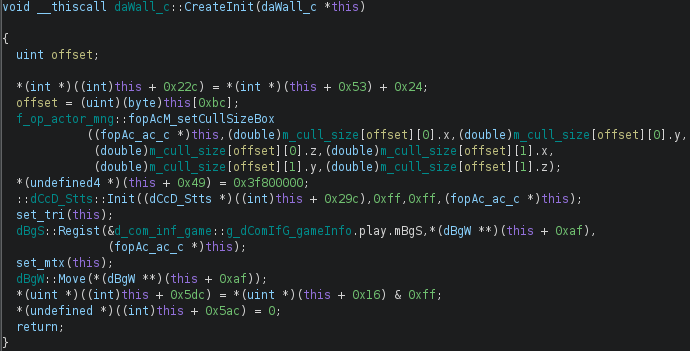 void __thiscall daWall_c::CreateInit(daWall_c *this)
{
uint offset;
*(int *)((int)this + 0x22c) = *(int *)(this + 0x53) + 0x24;
offset = (uint)(byte)this[0xbc];
f_op_actor_mng::fopAcM_setCullSizeBox
((fopAc_ac_c *)this,(double)m_cull_size[offset][0].x,(double)m_cull_size[offset][0].y,
(double)m_cull_size[offset][0].z,(double)m_cull_size[offset][1].x,
(double)m_cull_size[offset][1].y,(double)m_cull_size[offset][1].z);
*(undefined4 *)(this + 0x49) = 0x3f800000;
::dCcD_Stts::Init((dCcD_Stts *)((int)this + 0x29c),0xff,0xff,(fopAc_ac_c *)this);
set_tri(this);
dBgS::Regist(&d_com_inf_game::g_dComIfG_gameInfo.play.mBgS,*(dBgW **)(this + 0xaf),
(fopAc_ac_c *)this);
set_mtx(this);
dBgW::Move(*(dBgW **)(this + 0xaf));
*(uint *)((int)this + 0x5dc) = *(uint *)(this + 0x16) & 0xff;
*(undefined *)((int)this + 0x5ac) = 0;
return;
}